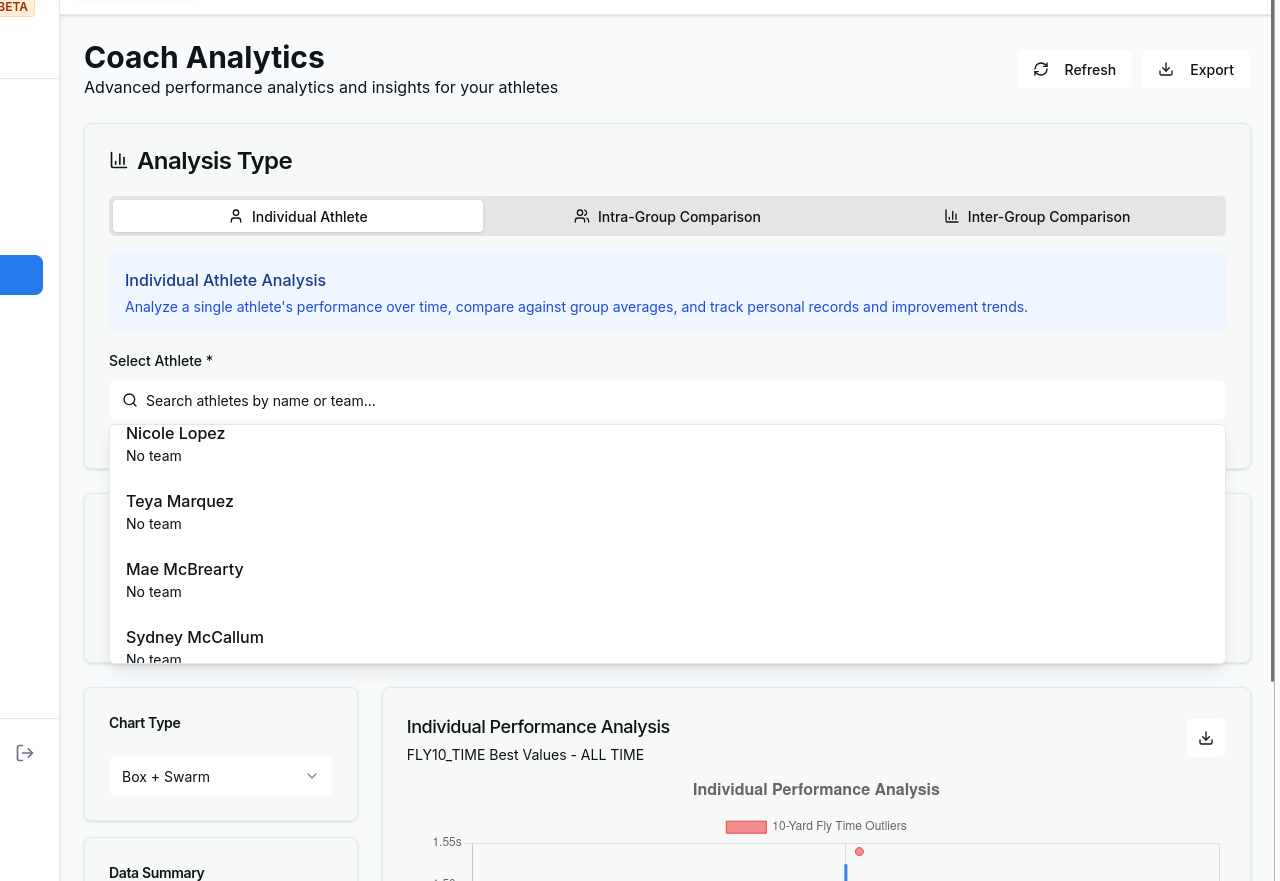 BETA
Coach Analytics
Advanced performance analytics and insights for your athletes
Refresh
Export
Analysis Type
Individual Athlete
Intra-Group Comparison
Inter-Group Comparison
Individual Athlete Analysis
Analyze a single athlete's performance over time, compare against group averages, and track personal records and improvement trends.
Select Athlete *
Search athletes by name or team...
Nicole Lopez
No team
Teya Marquez
No team
Mae McBrearty
No team
Sydney McCallum
No team
Chart Type
Box + Swarm
Data Summary
Individual Performance Analysis
FLY10_TIME Best Values - ALL TIME
Individual Performance Analysis
10-Yard Fly Time Outliers
1.55s